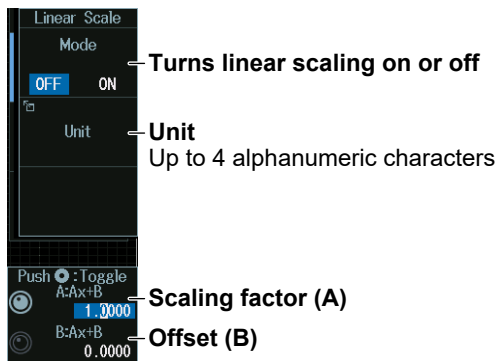 Linear Scale
Mode
OFF ON
Turns linear scaling on or off
Unit
Unit
Up to 4 alphanumeric characters
Push :Toggle
A:Ax+B
1.0000
Scaling factor (A)
B:Ax+B
0.0000
Offset (B)